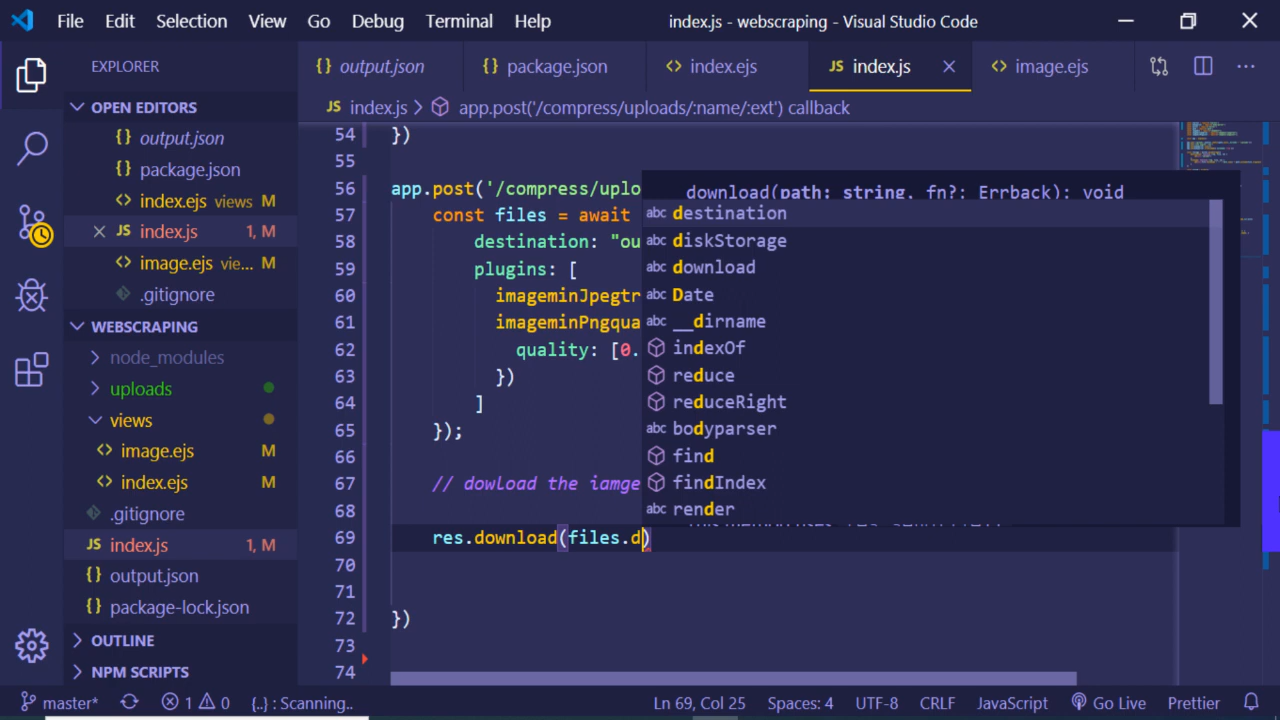 File Edit Selection View Go Debug Terminal Help index.js - webscraping - Visual Studio Code
EXPLORER
OPEN EDITORS
{} output.json
{} package.json
<> index.ejs views M
JS index.js 1, M
<> image.ejs vie... M
.gitignore
WEBSCRAPING
node_modules
uploads
views
<> image.ejs M
<> index.ejs M
.gitignore
JS index.js 1, M
{} output.json
{} package-lock.json
OUTLINE
NPM SCRIPTS
{} output.json {} package.json <> index.ejs JS index.js <> image.ejs
JS index.js > app.post('/compress/uploads/:name/:ext') callback
54 })
55
56 app.post('/compress/uplo
57 const files = await
58 destination: "ou
59 plugins: [
60 imageminJpegtr
61 imageminPngqua
62 quality: [0.
63 })
64 ]
65 });
66
67 // dowload the iamge
68
69 res.download(files.d)
70
71
72 })
73
74
download(path: string, fn?: Errback): void
abc destination
abc diskStorage
abc download
abc Date
abc __dirname
indexOf
reduce
reduceRight
abc bodyparser
find
findIndex
abc render
master* 1 0 {..} : Scanning.. Ln 69, Col 25 Spaces: 4 UTF-8 CRLF JavaScript Go Live Prettier